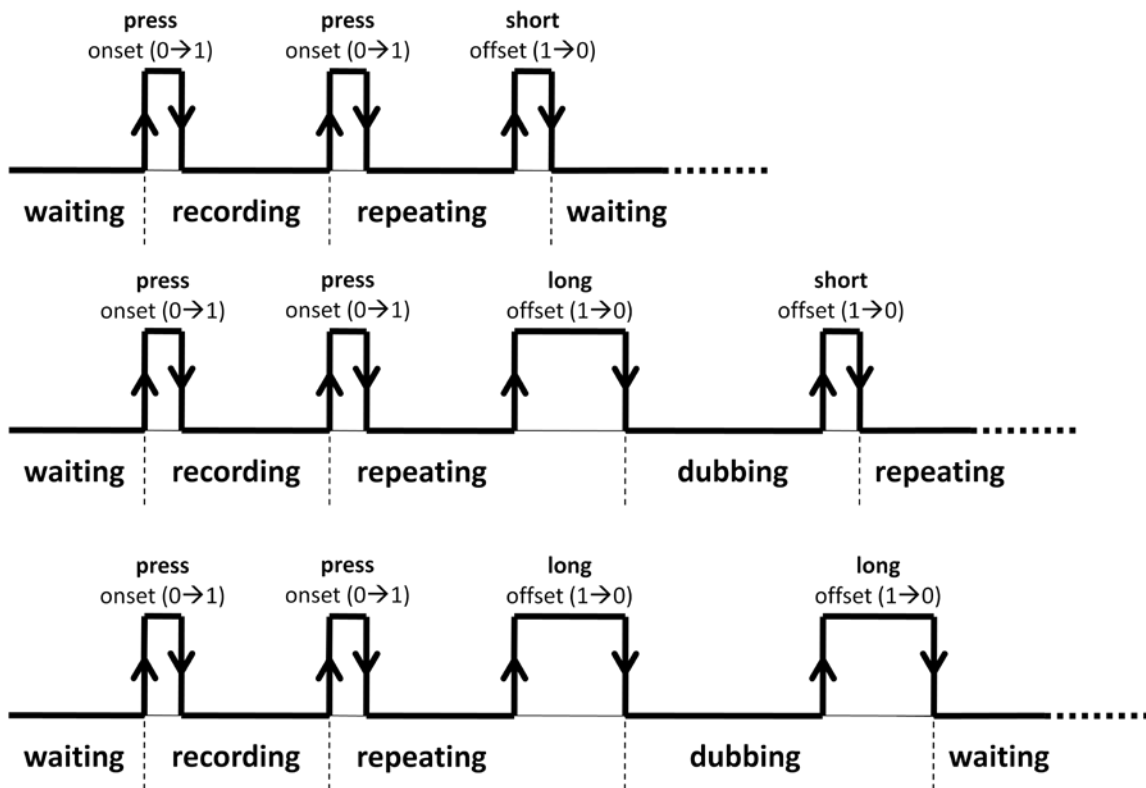 press press short
onset (0→1) onset (0→1) offset (1→0)
waiting recording repeating waiting
press press long short
onset (0→1) onset (0→1) offset (1→0) offset (1→0)
waiting recording repeating dubbing repeating
press press long long
onset (0→1) onset (0→1) offset (1→0) offset (1→0)
waiting recording repeating dubbing waiting